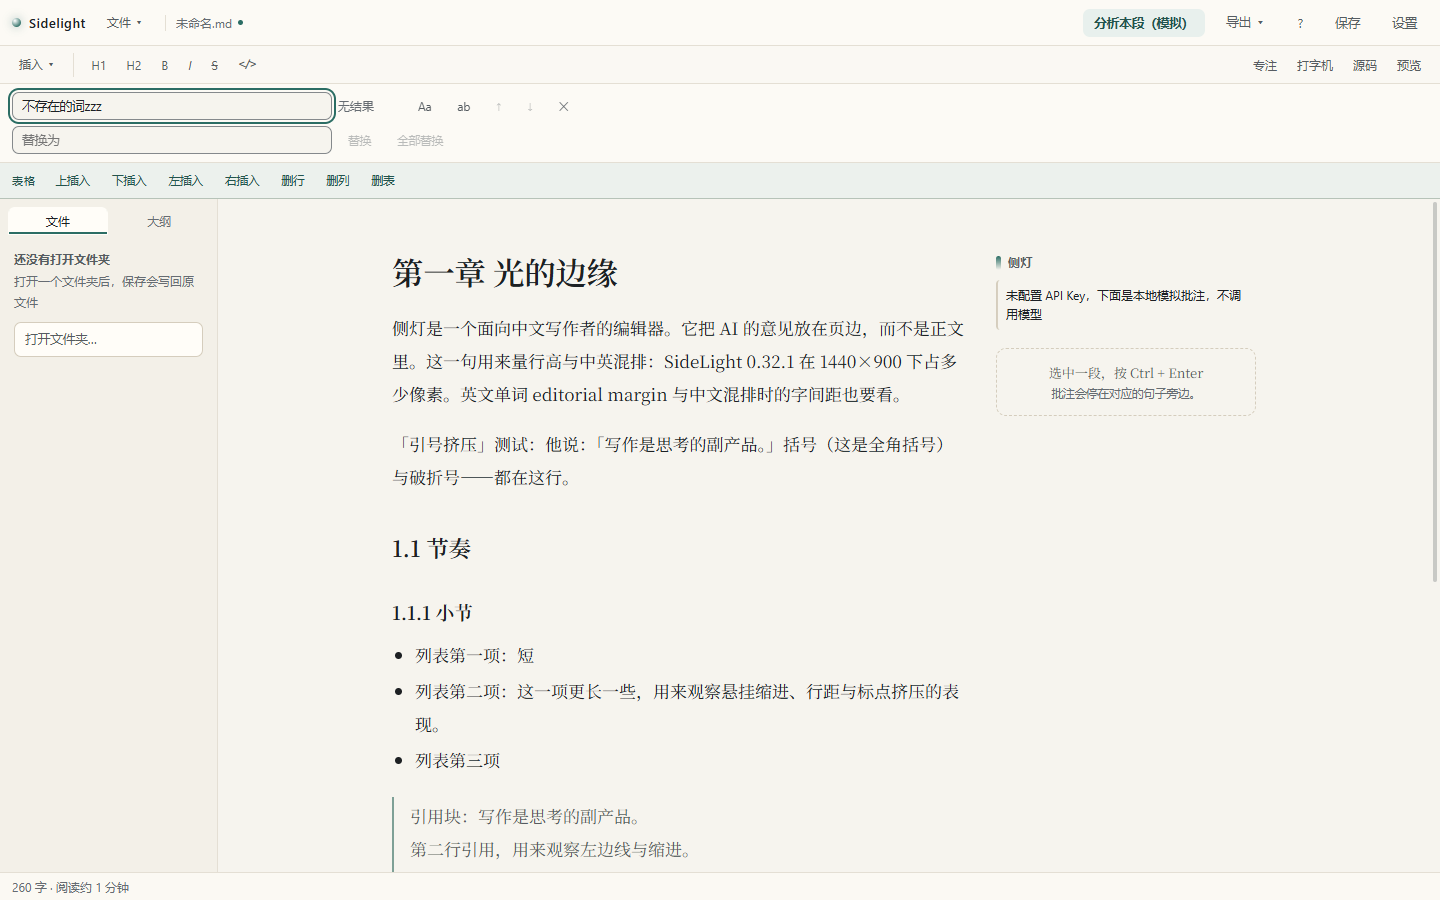 Sidelight 文件 ▾ 未命名.md ● 分析本段（模拟） 导出 ▾ ? 保存 设置
插入 ▾ H1 H2 B I S </> 专注 打字机 源码 预览
不存在的词zzz 无结果 Aa ab ↑ ↓ ×
替换为 替换 全部替换
表格 上插入 下插入 左插入 右插入 删行 删列 删表
文件 大纲
还没有打开文件夹
打开一个文件夹后，保存会写回原
文件
打开文件夹...
第一章 光的边缘
侧灯是一个面向中文写作者的编辑器。它把 AI 的意见放在页边，而不是正文
里。这一句用来量行高与中英混排：SideLight 0.32.1 在 1440×900 下占多
少像素。英文单词 editorial margin 与中文混排时的字间距也要看。
「引号挤压」测试：他说：「写作是思考的副产品。」括号（这是全角括号）
与破折号——都在这行。
1.1 节奏
1.1.1 小节
• 列表第一项：短
• 列表第二项：这一项更长一些，用来观察悬挂缩进、行距与标点挤压的表
现。
• 列表第三项
引用块：写作是思考的副产品。
第二行引用，用来观察左边线与缩进。
侧灯
未配置 API Key，下面是本地模拟批注，不调
用模型
选中一段，按 Ctrl + Enter
批注会停在对应的句子旁边。
260 字 · 阅读约 1 分钟